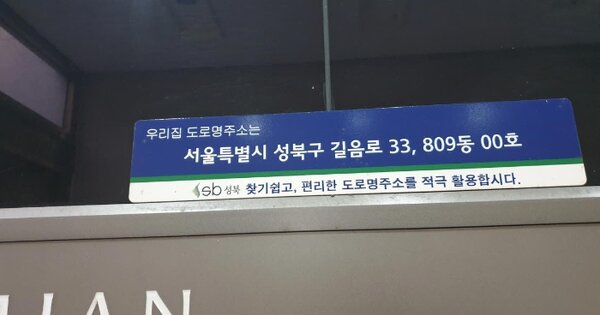 우리집 도로명주소는
서울특별시 성북구 길음로 33, 809동 00호
sb 성북 찾기쉽고, 편리한 도로명주소를 적극 활용합시다.